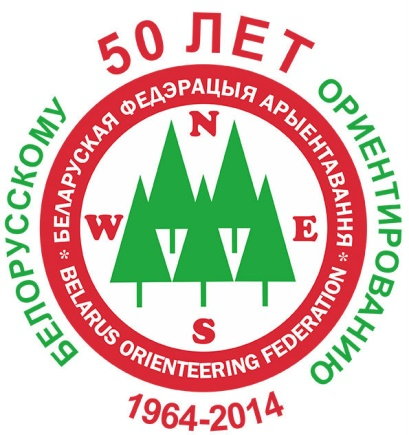 50 ЛЕТ
БЕЛОРУССКОМУ ОРИЕНТИРОВАНИЮ
БЕЛАРУСКАЯ ФЕДЭРАЦЫЯ АРЫЕНТАВАННЯ
N
W E
S
* BELARUS ORIENTEERING FEDERATION *
1964-2014